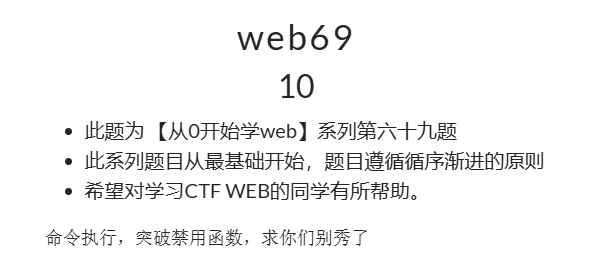 web69
10
此题为 【从0开始学web】系列第六十九题
此系列题目从最基础开始，题目遵循循序渐进的原则
希望对学习CTF WEB的同学有所帮助。
命令执行，突破禁用函数，求你们别秀了